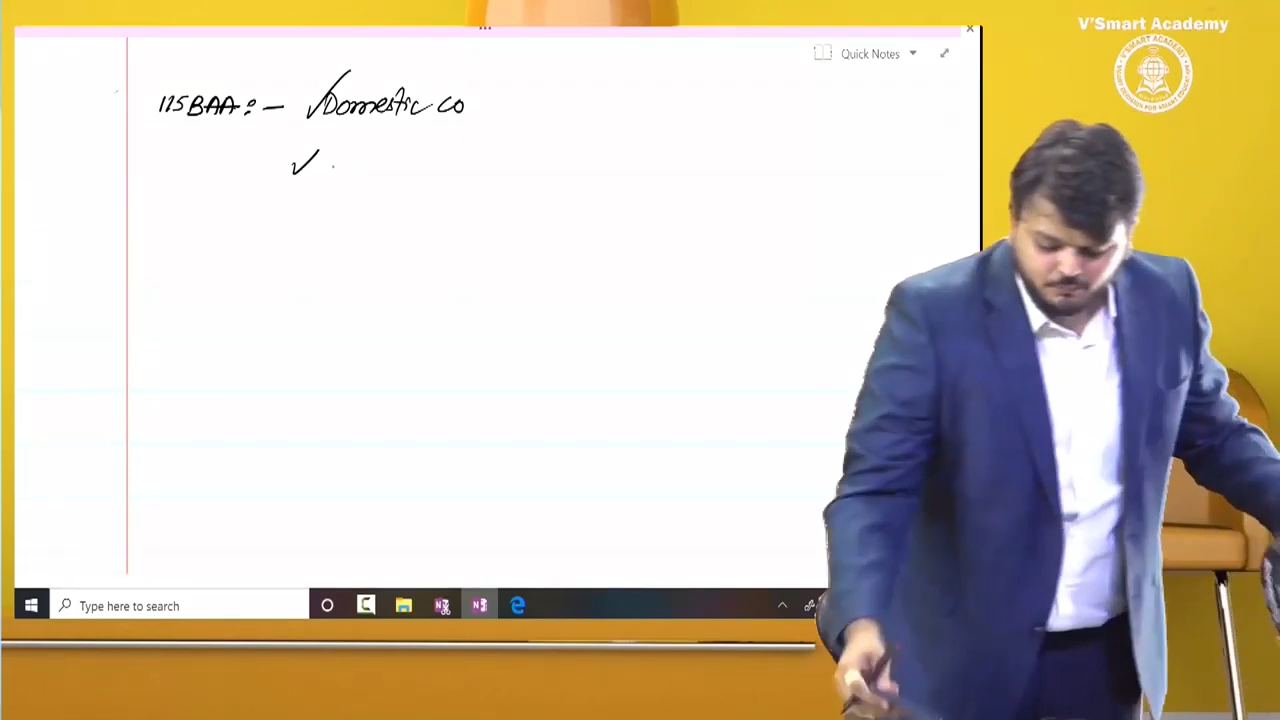 V'Smart Academy
Quick Notes
115BAA:- ✓Domestic co
✓
Type here to search